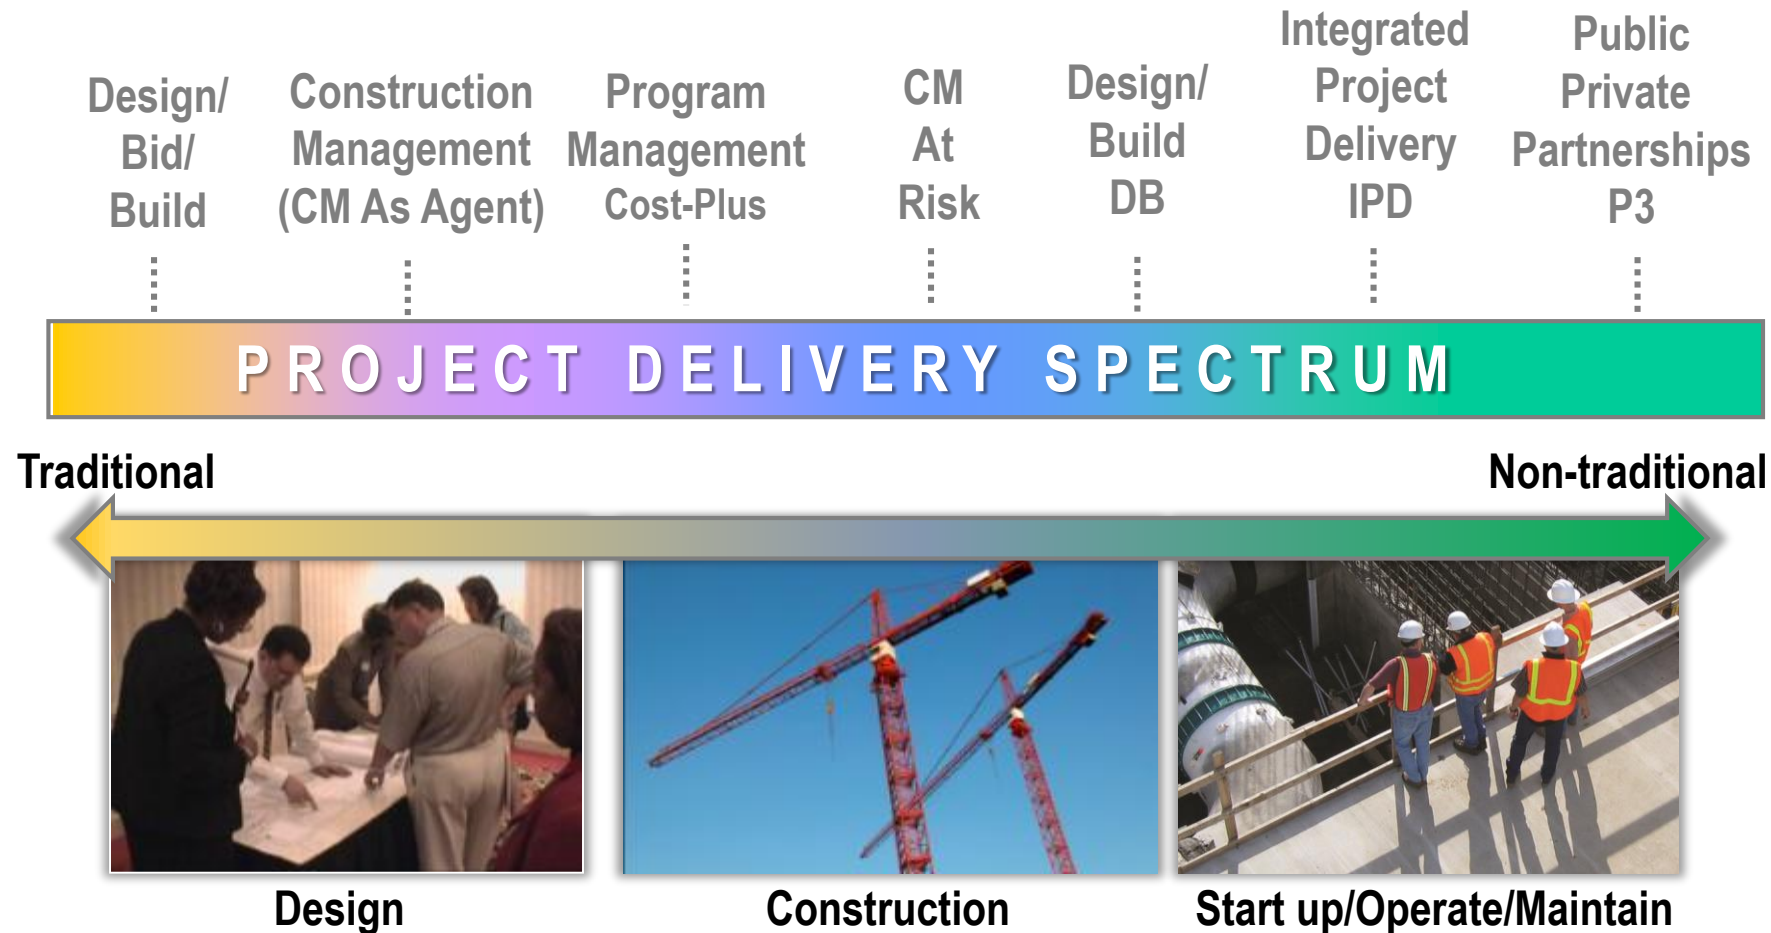 Design/
Bid/
Build
Construction
Management
(CM As Agent)
Program
Management
Cost-Plus
CM
At
Risk
Design/
Build
DB
Integrated
Project
Delivery
IPD
Public
Private
Partnerships
P3
PROJECT DELIVERY SPECTRUM
Traditional
Non-traditional
Design
Construction
Start up/Operate/Maintain